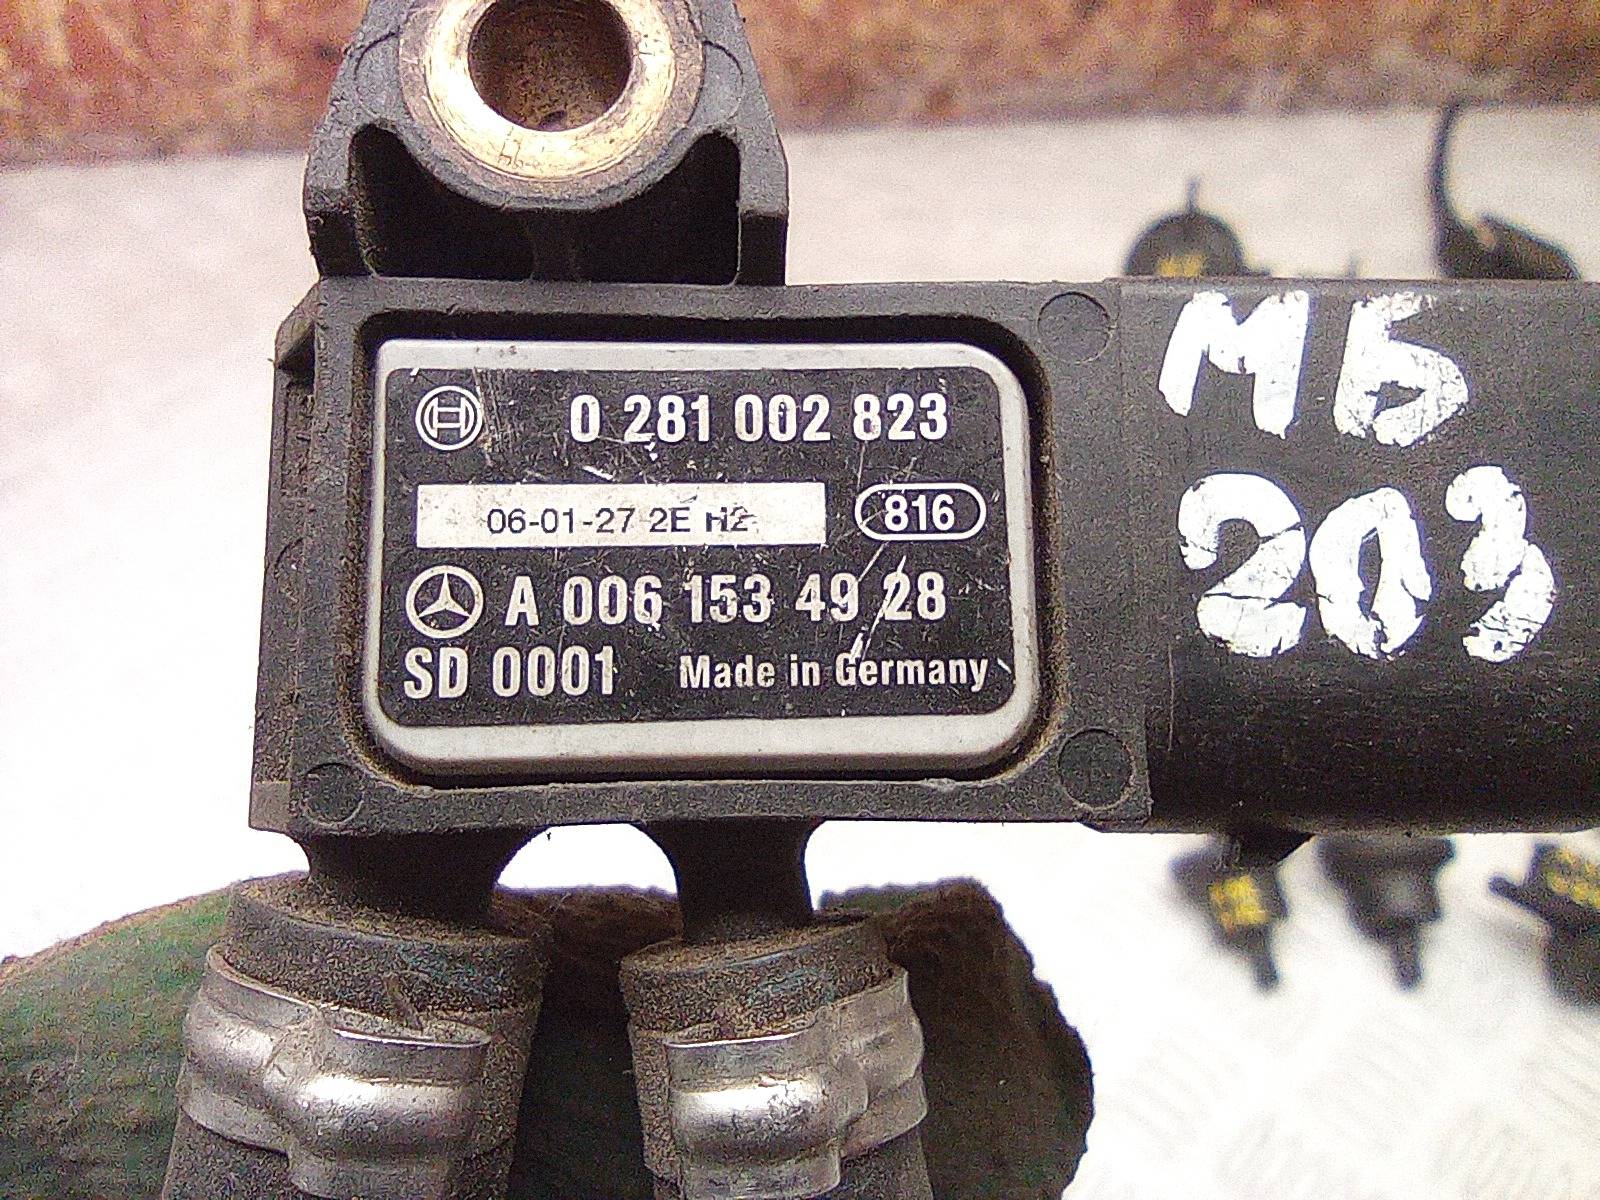 0 281 002 823
06-01-27 2E H2
816
A 006 153 49 28
SD 0001 Made in Germany
МБ
203